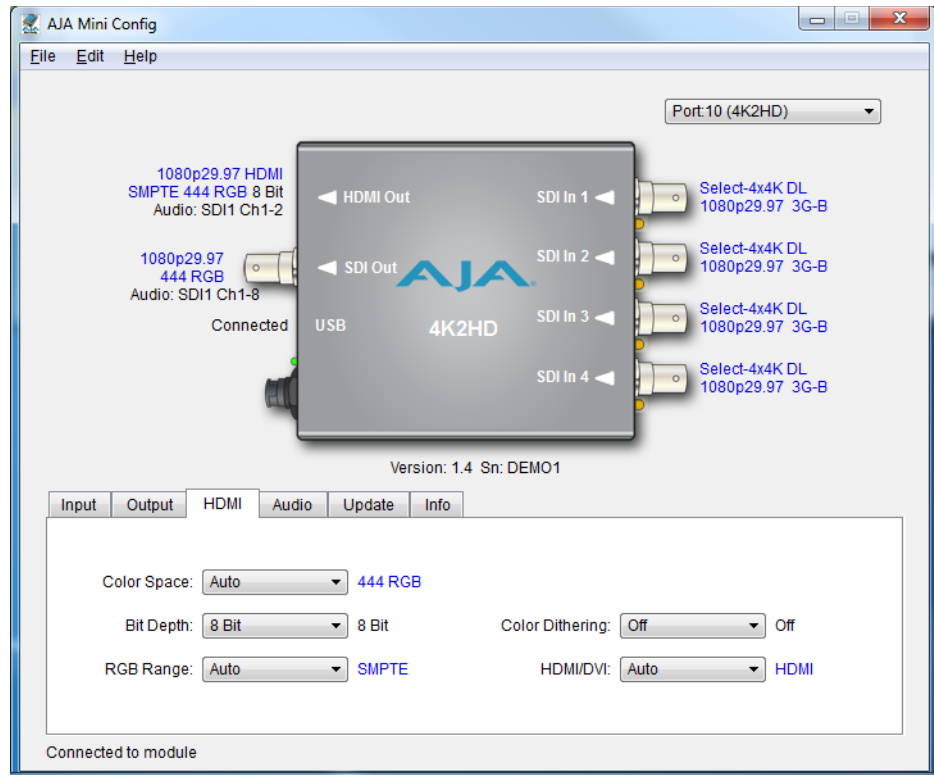 AJA Mini Config
File Edit Help
Port:10 (4K2HD)
1080p29.97 HDMI
SMPTE 444 RGB 8 Bit
Audio: SDI1 Ch1-2
1080p29.97
444 RGB
Audio: SDI1 Ch1-8
Connected
HDMI Out
SDI Out
USB
AJA
4K2HD
SDI In 1
SDI In 2
SDI In 3
SDI In 4
Select-4x4K DL
1080p29.97 3G-B
Select-4x4K DL
1080p29.97 3G-B
Select-4x4K DL
1080p29.97 3G-B
Select-4x4K DL
1080p29.97 3G-B
Version: 1.4 Sn: DEMO1
Input Output HDMI Audio Update Info
Color Space: Auto 444 RGB
Bit Depth: 8 Bit 8 Bit Color Dithering: Off Off
RGB Range: Auto SMPTE HDMI/DVI: Auto HDMI
Connected to module